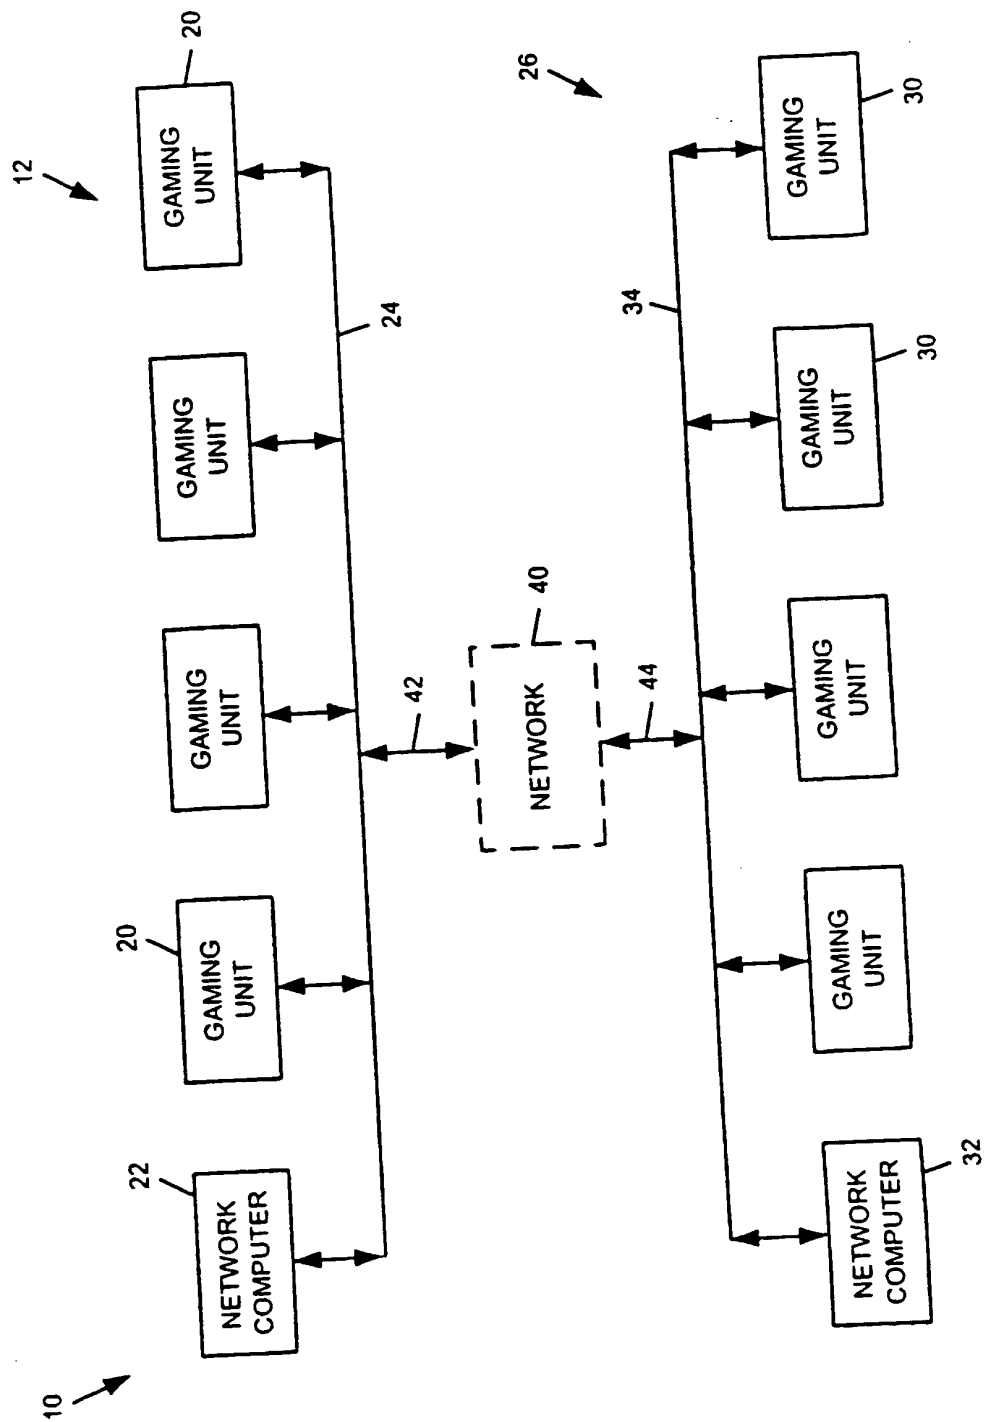 10
12
22
20
20
NETWORK
COMPUTER
GAMING
UNIT
GAMING
UNIT
GAMING
UNIT
GAMING
UNIT
24
42
40
26
NETWORK
44
34
NETWORK
COMPUTER
GAMING
UNIT
GAMING
UNIT
GAMING
UNIT
GAMING
UNIT
32
30
30